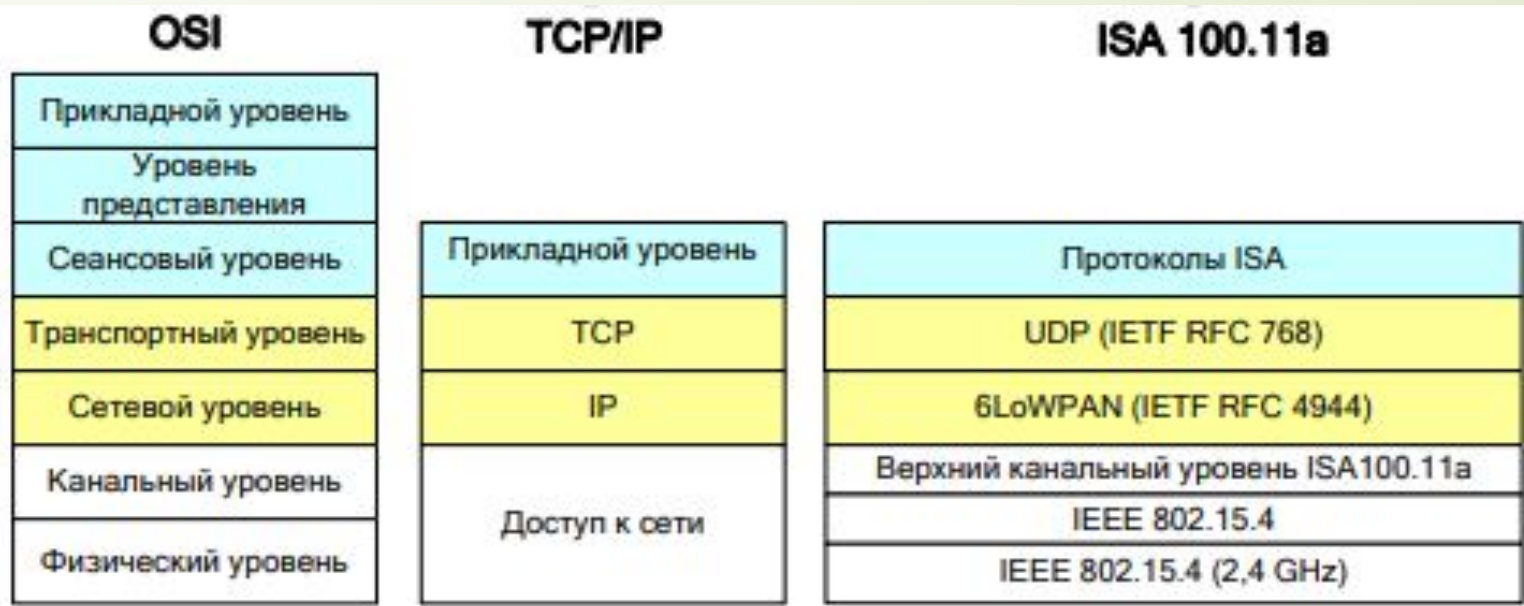 OSI
TCP/IP
ISA 100.11a
Прикладной уровень
Уровень
представления
Сеансовый уровень
Транспортный уровень
Сетевой уровень
Канальный уровень
Физический уровень
Прикладной уровень
TCP
IP
Доступ к сети
Протоколы ISA
UDP (IETF RFC 768)
6LoWPAN (IETF RFC 4944)
Верхний канальный уровень ISA100.11a
IEEE 802.15.4
IEEE 802.15.4 (2,4 GHz)